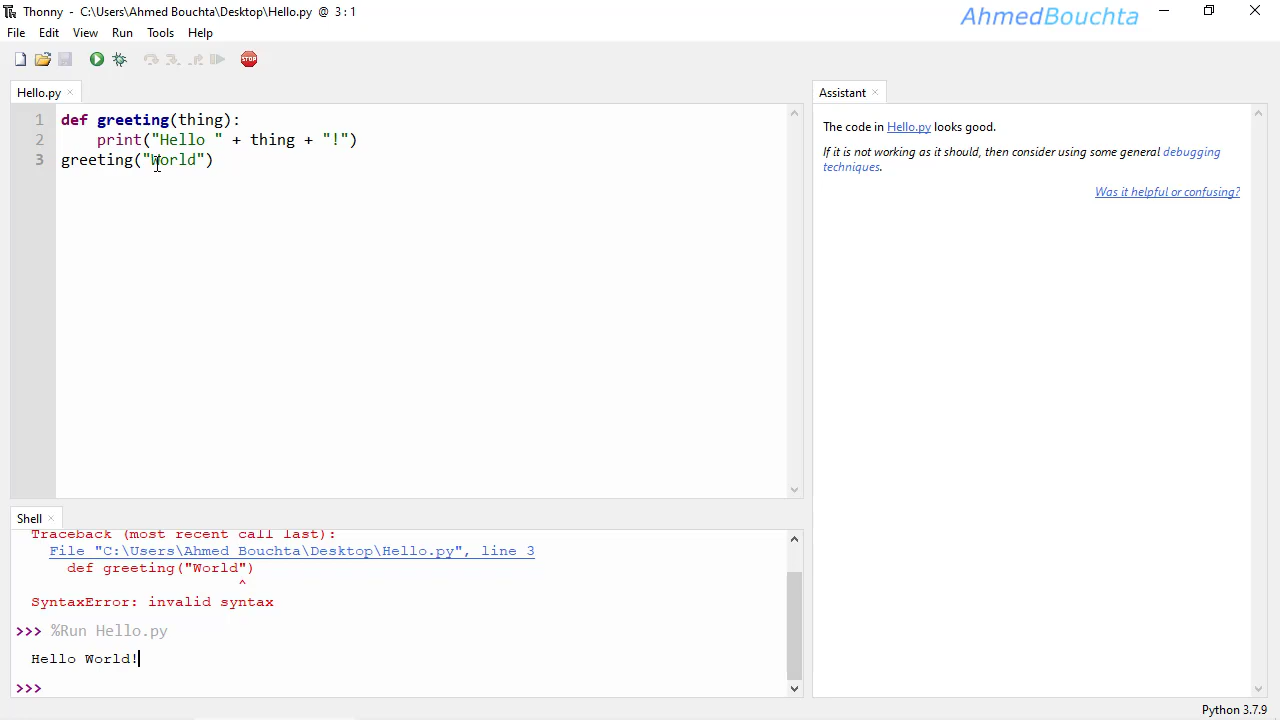 Thonny - C:\Users\Ahmed Bouchta\Desktop\Hello.py @ 3:1
AhmedBouchta
File Edit View Run Tools Help
STOP
Hello.py ×
1 def greeting(thing):
2     print("Hello " + thing + "!")
3 greeting("World")
Assistant ×
The code in Hello.py looks good.
If it is not working as it should, then consider using some general debugging
techniques.
Was it helpful or confusing?
Shell ×
Traceback (most recent call last):
File "C:\Users\Ahmed Bouchta\Desktop\Hello.py", line 3
def greeting("World")
^
SyntaxError: invalid syntax
>>> %Run Hello.py
Hello World!
>>>
Python 3.7.9